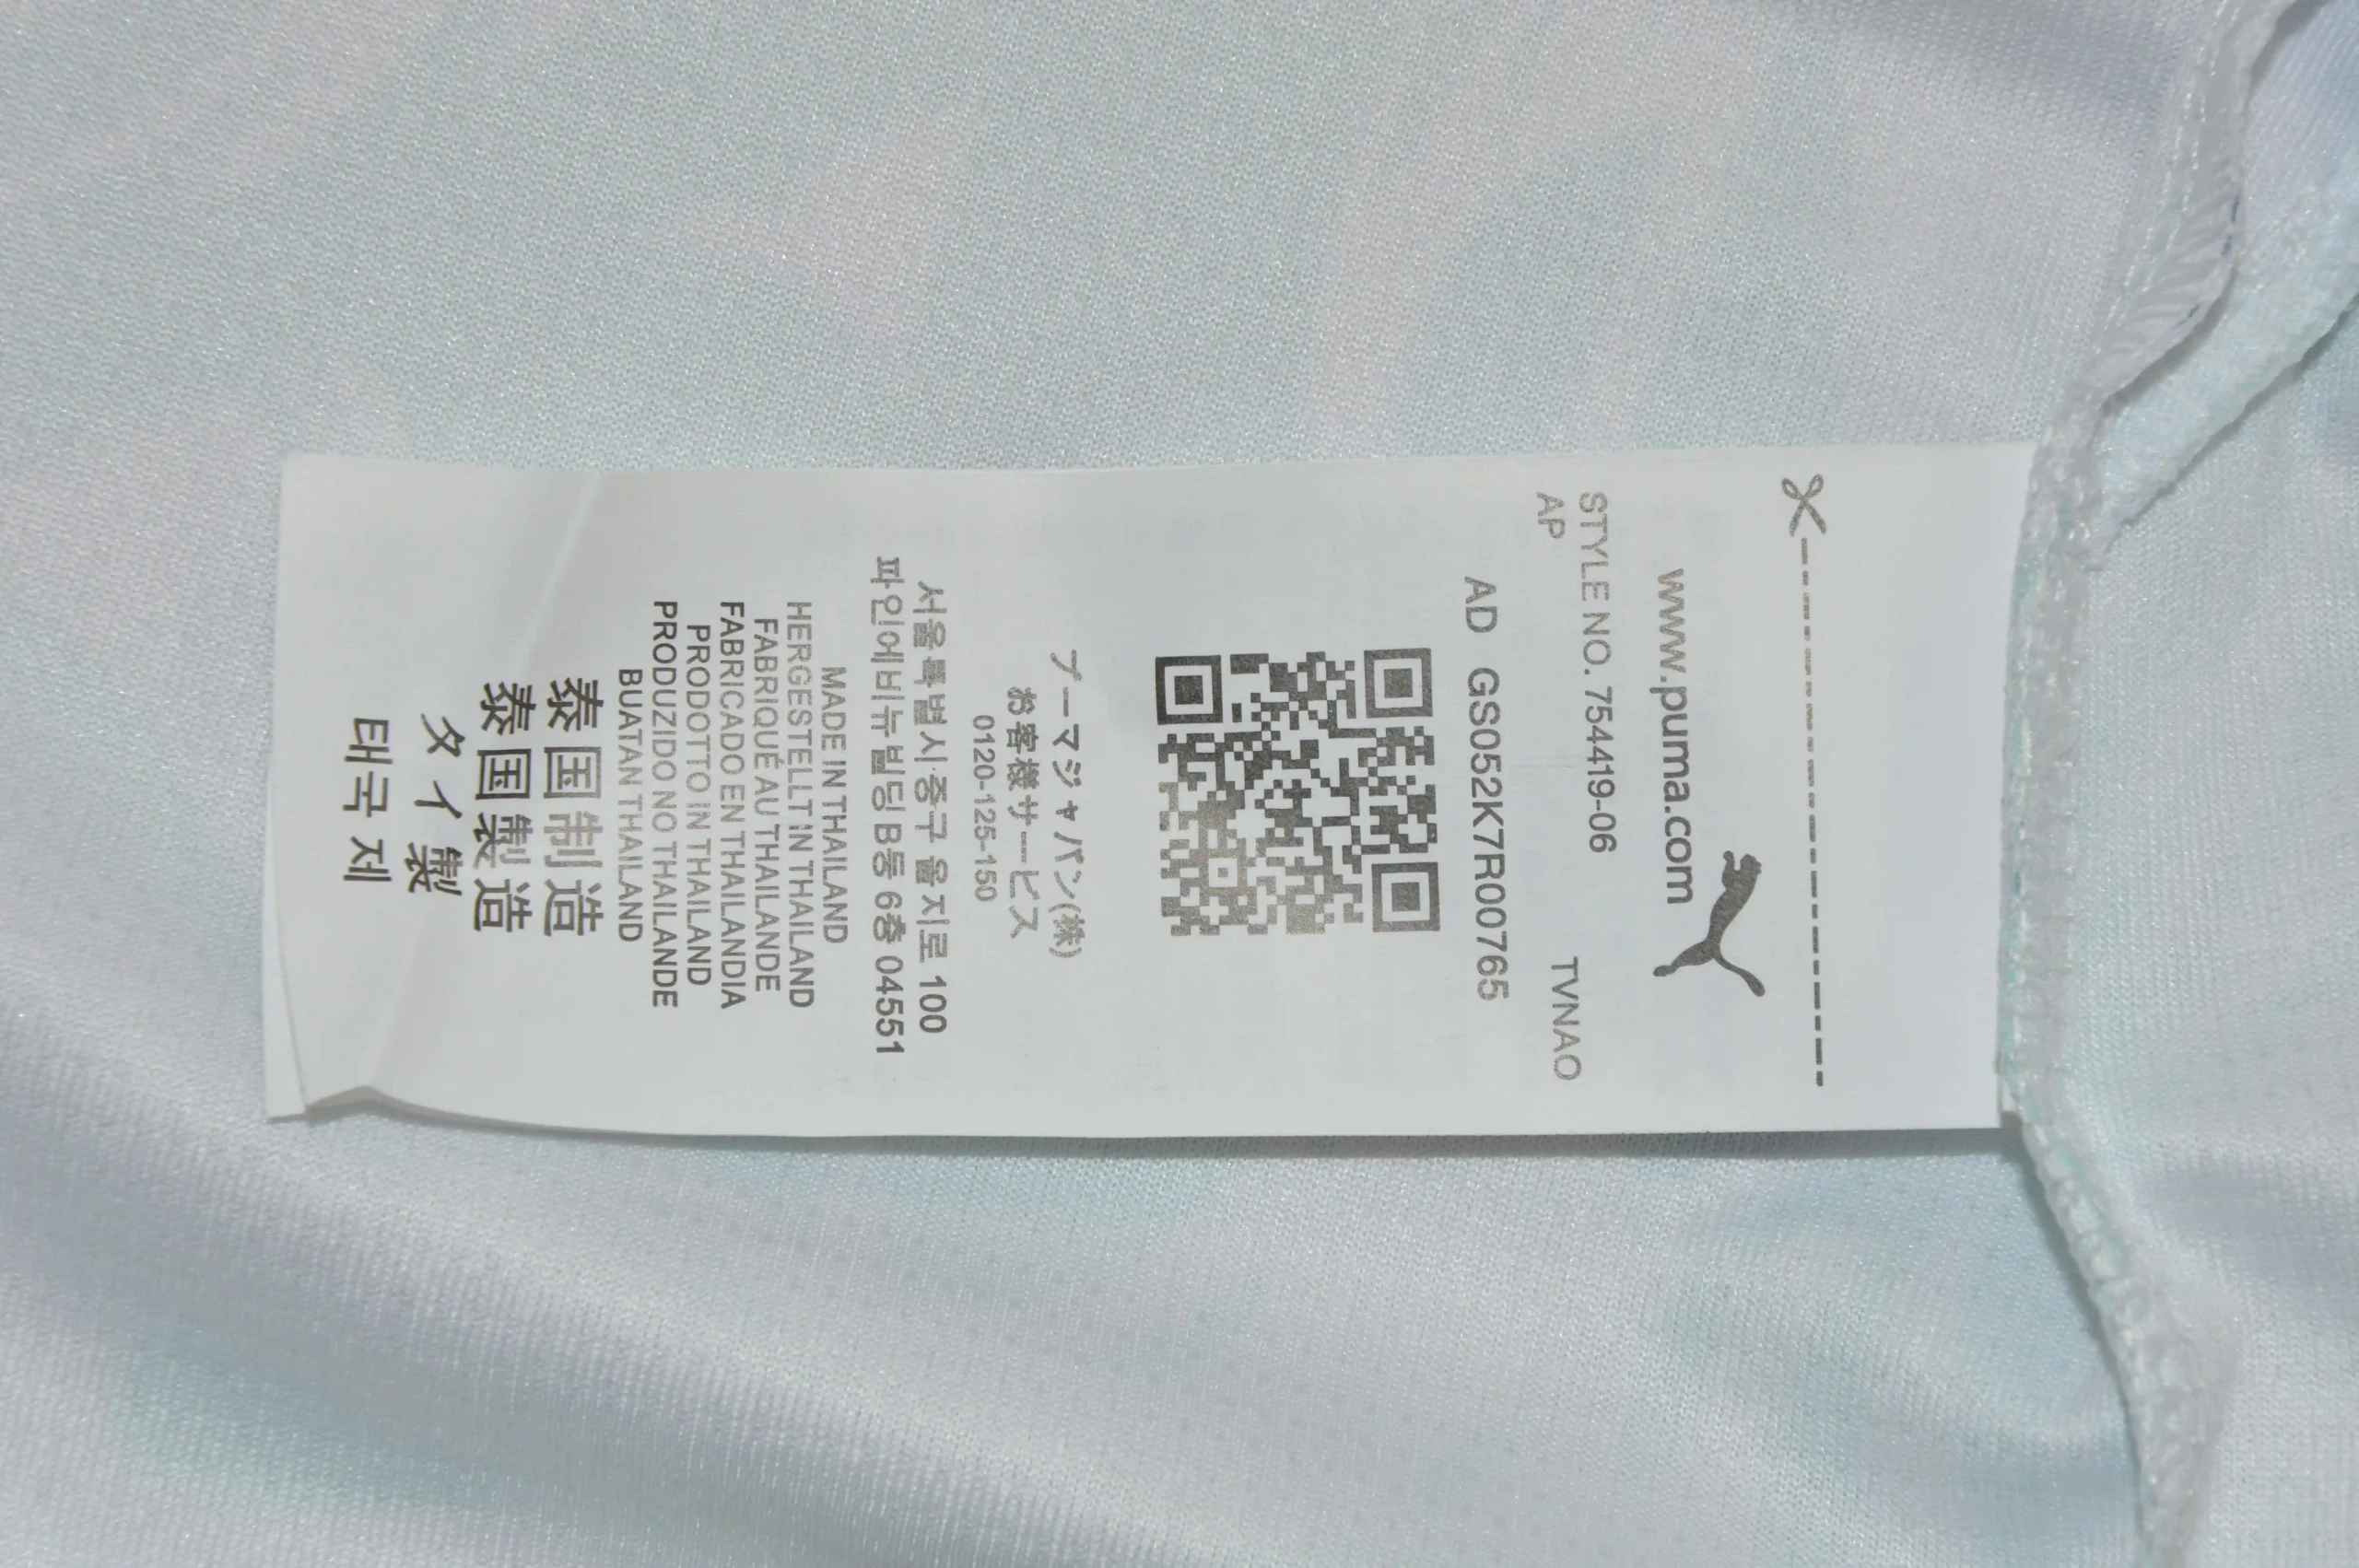 www.puma.com
STYLE NO. 754419-06
AP TVNAO
AD GS052K7R00765
プーマジャパン(株)
お客様サービス
0120-125-150
서울특별시 중구 을지로 100
파인에비뉴빌딩 B동 6층 04551
MADE IN THAILAND
HERGESTELLT IN THAILAND
FABRIQUÉ AU THAILANDE
FABRICADO EN THAILANDIA
PRODOTTO IN THAILAND
PRODUZIDO NO THAILANDE
BUATAN THAILAND
泰国制造
泰国製造
タイ製
태국 제